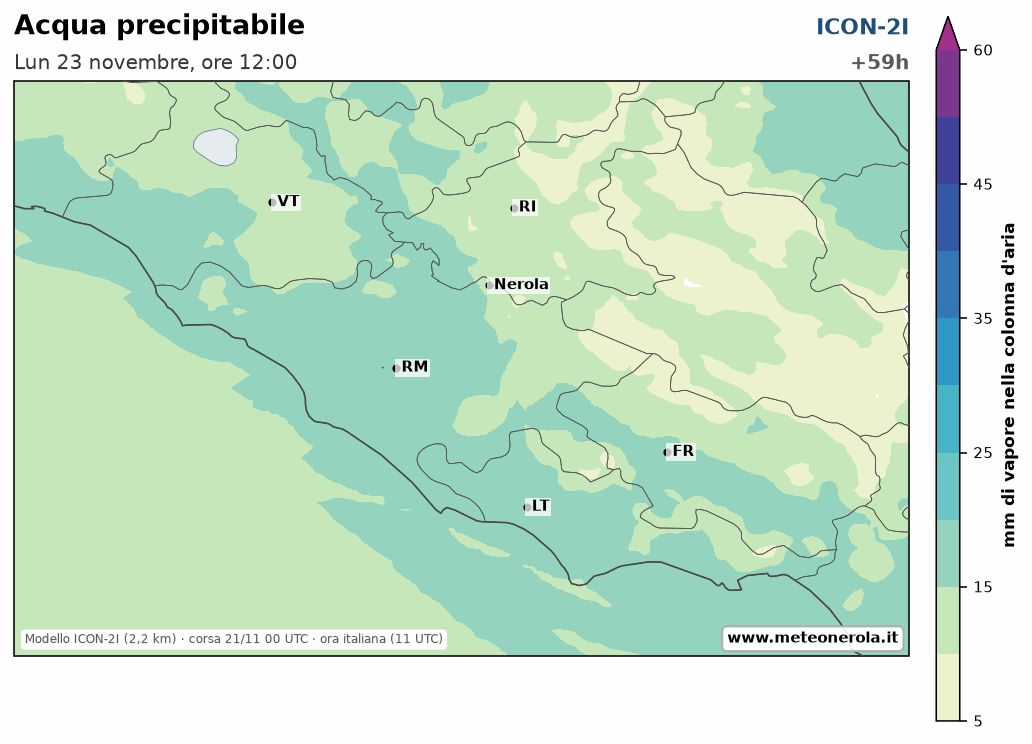 Acqua precipitabile
ICON-2I
Lun 23 novembre, ore 12:00
+59h
60
45
35
25
15
5
mm di vapore nella colonna d'aria
VT
RI
Nerola
RM
FR
LT
Modello ICON-2I (2,2 km) · corsa 21/11 00 UTC · ora italiana (11 UTC)
www.meteonerola.it